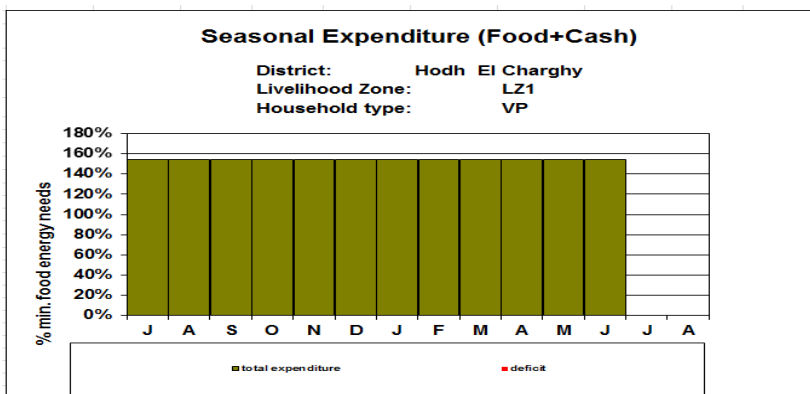 Seasonal Expenditure (Food+Cash)
District: Hodh El Charghy
Livelihood Zone: LZ1
Household type: VP
% min. food energy needs
180%
160%
140%
120%
100%
80%
60%
40%
20%
0%
J A S O N D J F M A M J J A
total expenditure deficit